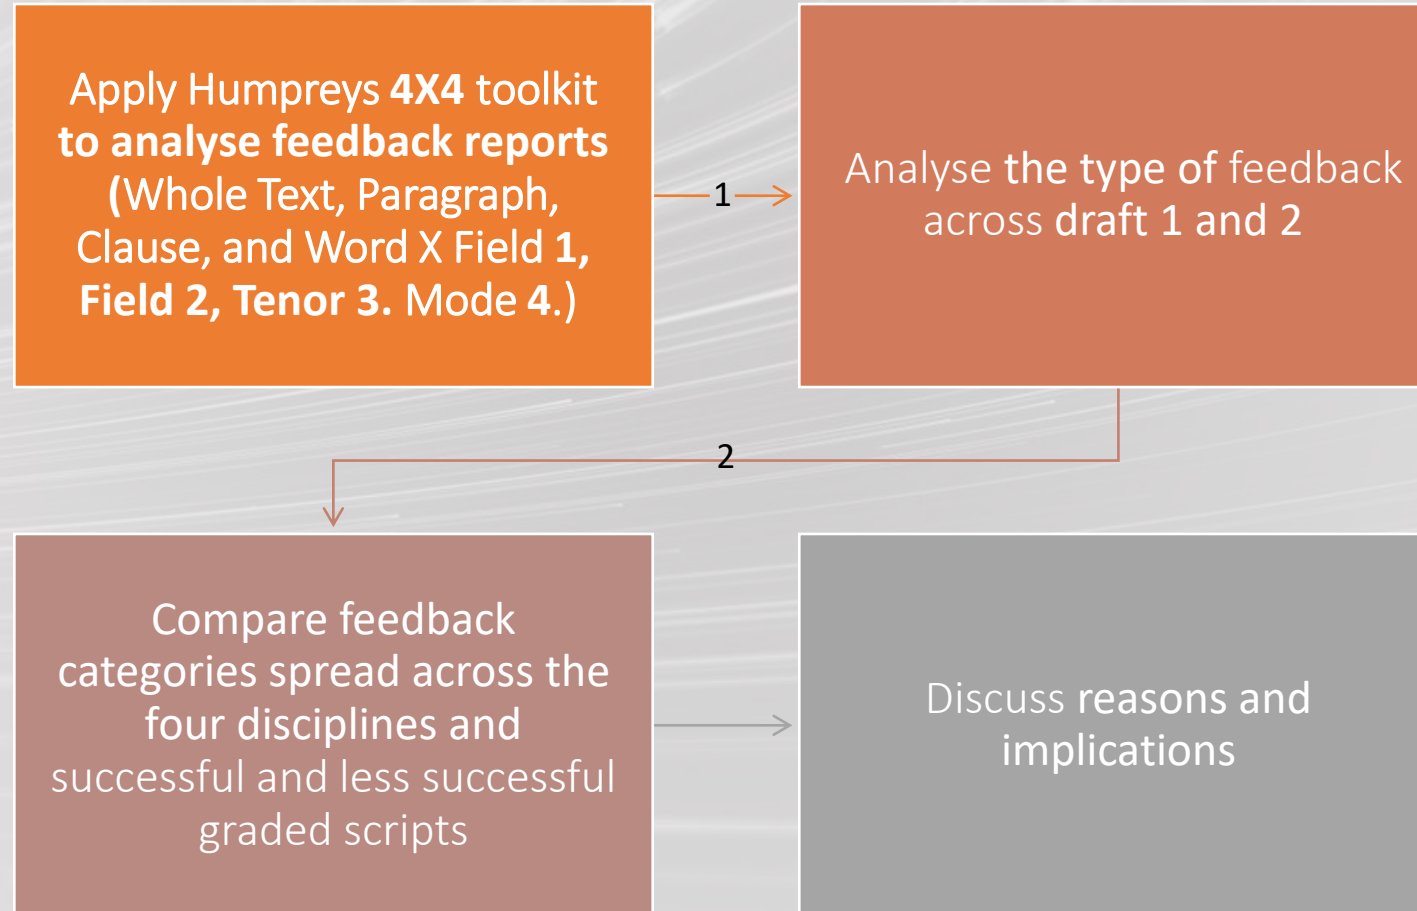 Apply Humpreys 4X4 toolkit
to analyse feedback reports
(Whole Text, Paragraph,
Clause, and Word X Field 1,
Field 2, Tenor 3. Mode 4.)
1
Analyse the type of feedback
across draft 1 and 2
2
Compare feedback
categories spread across the
four disciplines and
successful and less successful
graded scripts
Discuss reasons and
implications